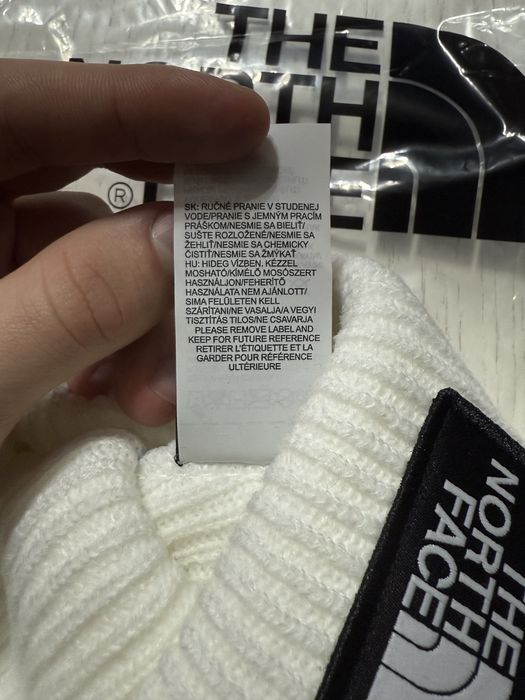 THE
NORTH
®
SK: RUČNÉ PRANIE V STUDENEJ
VODE/PRANIE S JEMNÝM PRACÍM
PRÁŠKOM/NESMIE SA BIELIŤ/
SUŠTE ROZLOŽENÉ/NESMIE SA
ŽEHLIŤ/NESMIE SA CHEMICKY
ČISTIŤ/NESMIE SA ŽMÝKAŤ
HU: HIDEG VÍZBEN. KÉZZEL
MOSHATÓ/KÍMÉLŐ MOSÓSZERT
HASZNÁLJON/FEHÉRÍTŐ
HASZNÁLATA NEM AJÁNLOTT/
SIMA FELÜLETEN KELL
SZÁRÍTANI/NE VASALJA/A VEGYI
TISZTÍTÁS TILOS/NE CSAVARJA
PLEASE REMOVE LABEL AND
KEEP FOR FUTURE REFERENCE
RETIRER L'ÉTIQUETTE ET LA
GARDER POUR RÉFÉRENCE
ULTÉRIEURE
THE
NORTH
FACE